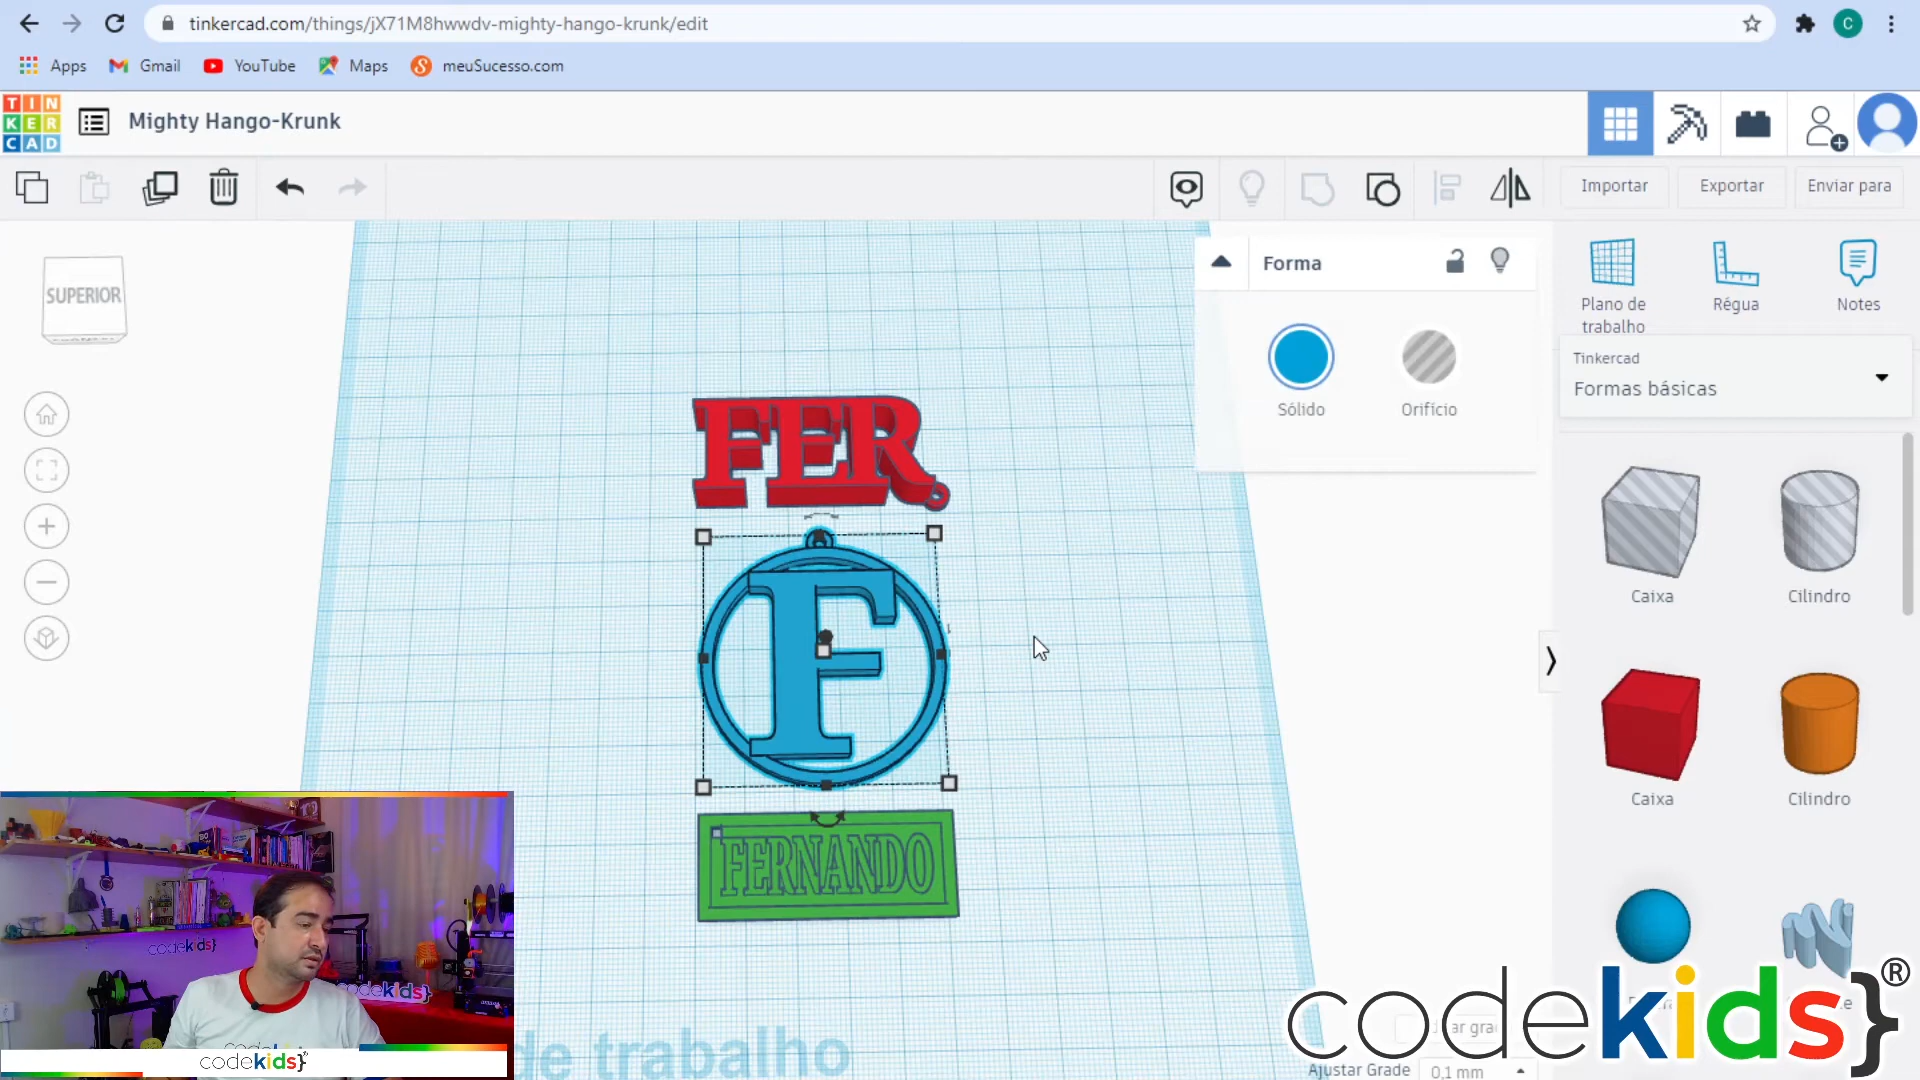 tinkercad.com/things/jX71M8hwwdv-mighty-hango-krunk/edit
C
Apps Gmail YouTube Maps meuSucesso.com
TIN
KER
CAD
Mighty Hango-Krunk
Importar Exportar Enviar para
SUPERIOR
Forma
Sólido Orifício
Plano de trabalho
Régua
Notes
Tinkercad
Formas básicas
Caixa Cilindro
Caixa Cilindro
FER
F
FERNANDO
de trabalho
Ajustar Grade 0,1 mm
codekids}®
codekids}
codekids}
codekids}